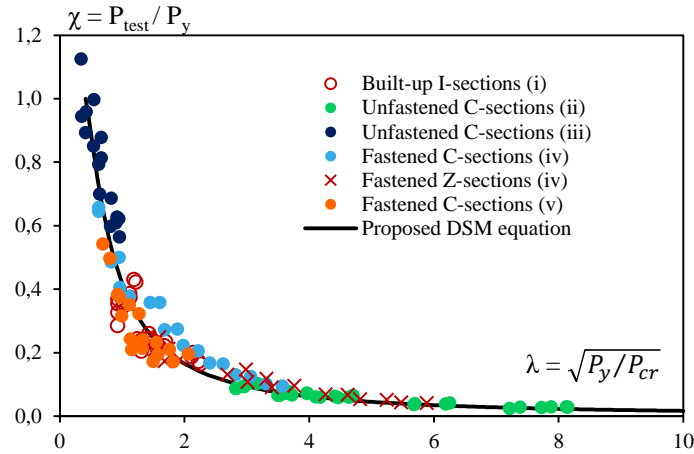 χ = P_test / P_y
1,2
1,0
0,8
0,6
0,4
0,2
0,0
0
2
4
6
8
10
Built-up I-sections (i)
Unfastened C-sections (ii)
Unfastened C-sections (iii)
Fastened C-sections (iv)
Fastened Z-sections (iv)
Fastened C-sections (v)
Proposed DSM equation
λ = √P_y/P_cr